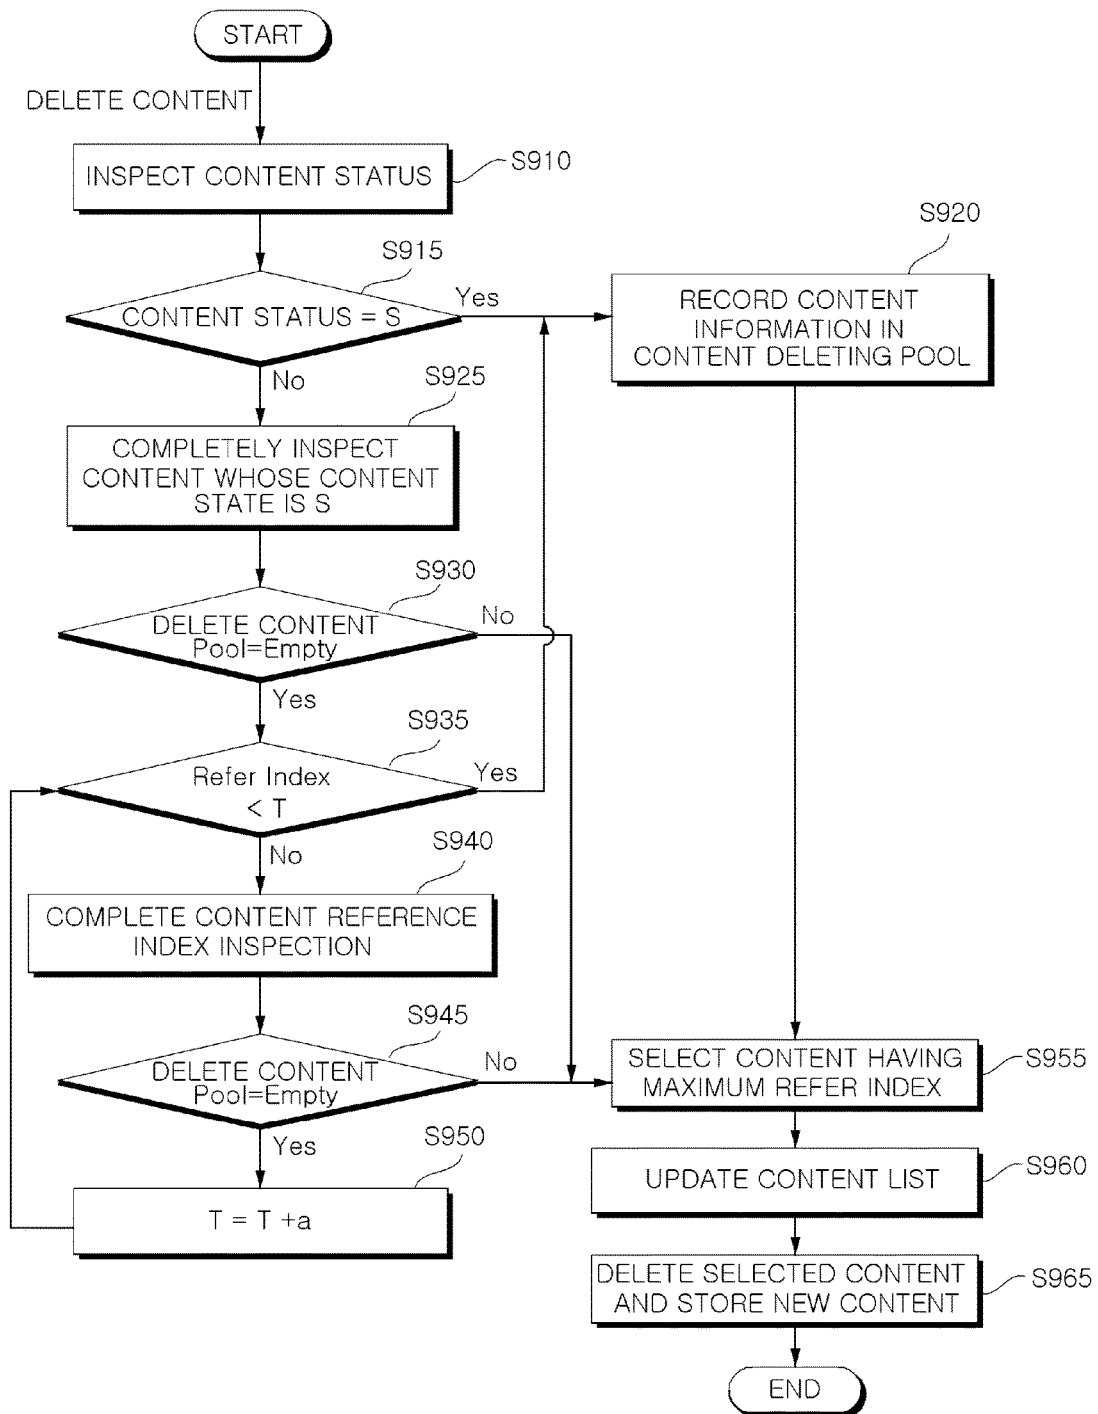 START
DELETE CONTENT
INSPECT CONTENT STATUS
S910
S915
CONTENT STATUS = S
Yes
No
S920
RECORD CONTENT
INFORMATION IN
CONTENT DELETING POOL
S925
COMPLETELY INSPECT
CONTENT WHOSE CONTENT
STATE IS S
S930
DELETE CONTENT
Pool=Empty
No
Yes
S935
Refer Index
< T
Yes
No
S940
COMPLETE CONTENT REFERENCE
INDEX INSPECTION
S945
DELETE CONTENT
Pool=Empty
No
Yes
S950
T = T +a
SELECT CONTENT HAVING
MAXIMUM REFER INDEX
S955
UPDATE CONTENT LIST
S960
DELETE SELECTED CONTENT
AND STORE NEW CONTENT
S965
END